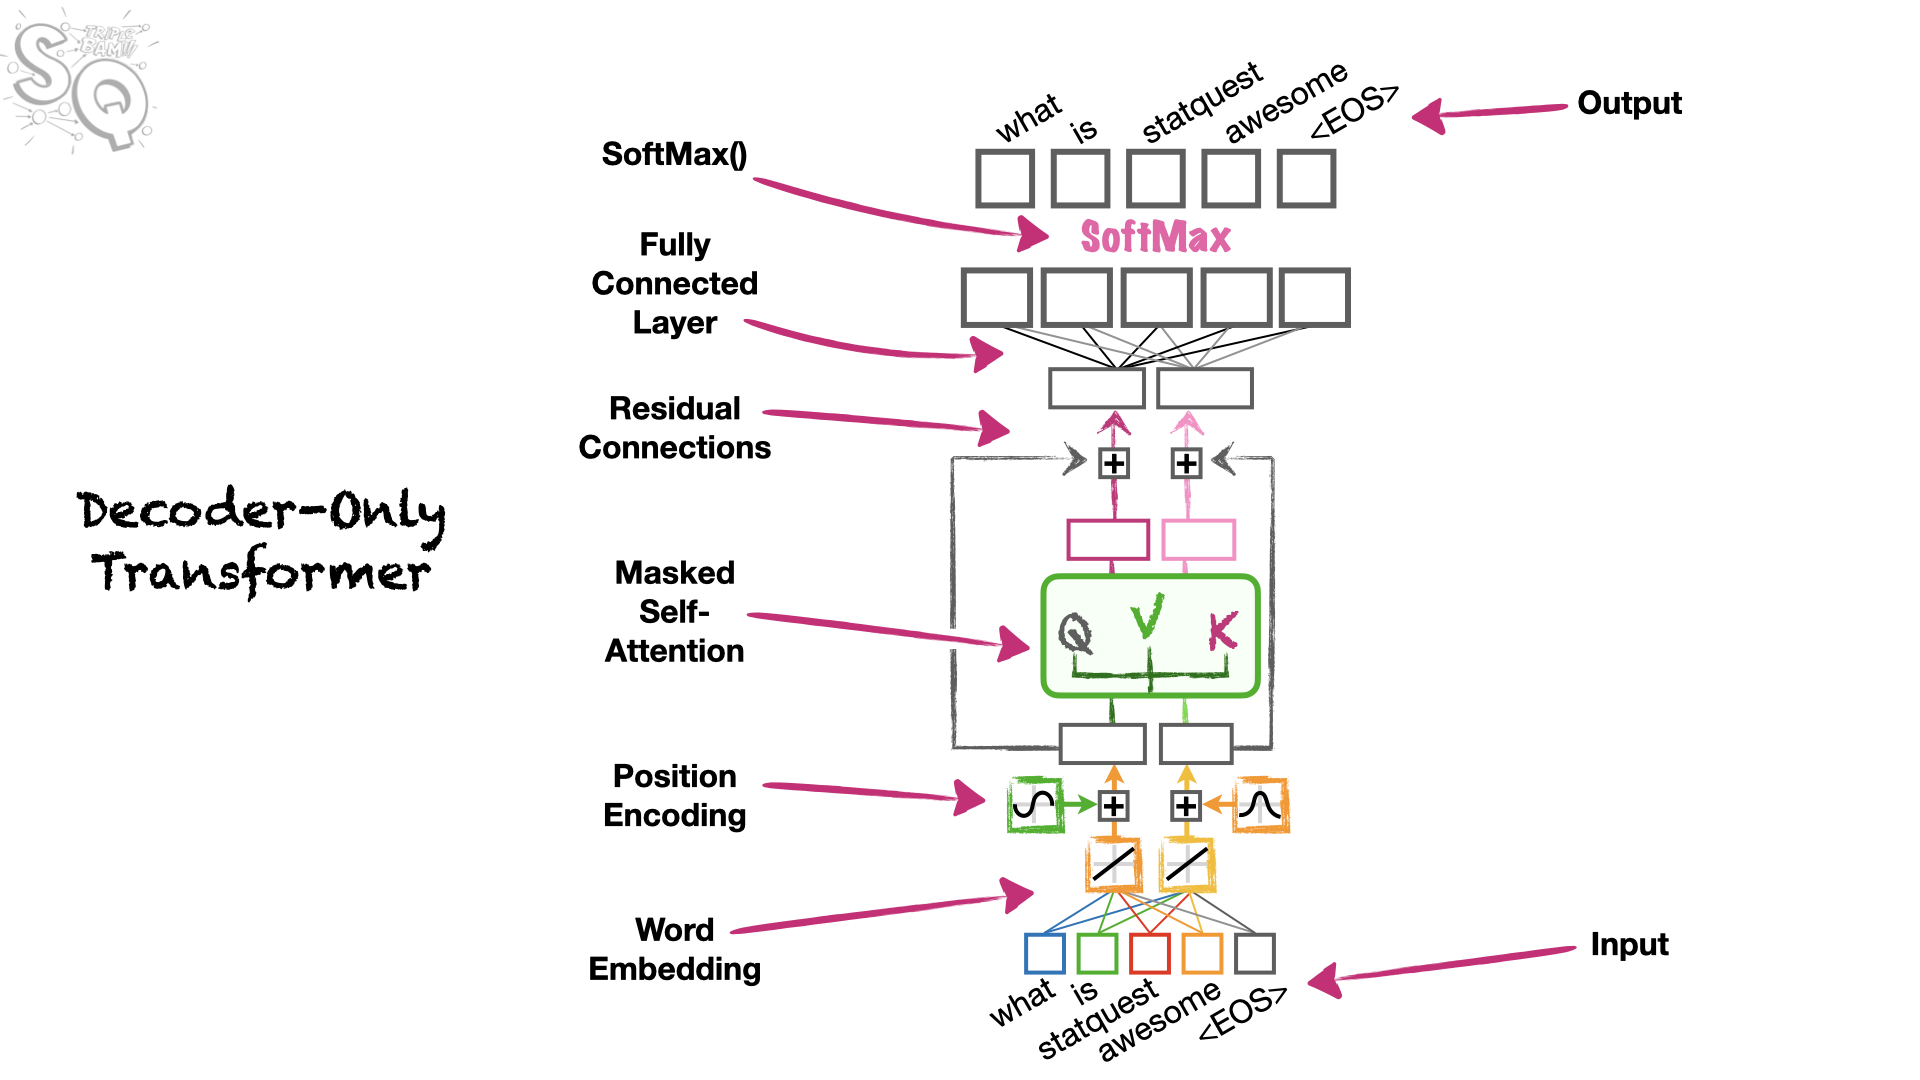 SQ
TRIPLE
BAM!!!
Decoder-Only
Transformer
what is statquest awesome <EOS>
Output
SoftMax()
SoftMax
Fully
Connected
Layer
Residual
Connections
+ +
Masked
Self-
Attention
Q V K
Position
Encoding
+ +
Word
Embedding
Input
what is statquest awesome <EOS>